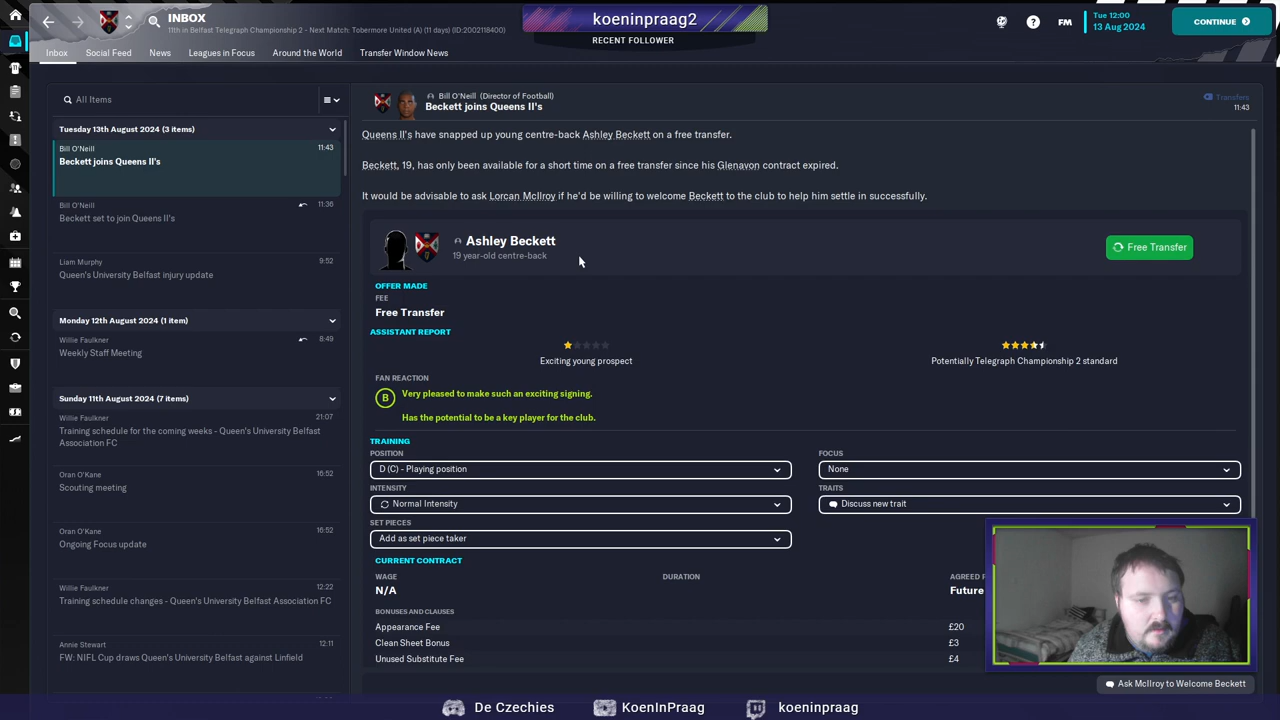 INBOX
11th in Belfast Telegraph Championship 2 - Next Match: Tobermore United (A) (11 days) (ID:2002118400)
koeninpraag2
RECENT FOLLOWER
FM
Tue 12:00
13 Aug 2024
CONTINUE
Inbox
Social Feed
News
Leagues in Focus
Around the World
Transfer Window News
All Items
Tuesday 13th August 2024 (3 items)
Bill O'Neill
11:43
Beckett joins Queens II's
Bill O'Neill
11:36
Beckett set to join Queen II's
Liam Murphy
9:52
Queen's University Belfast injury update
Monday 12th August 2024 (1 item)
Willie Faulkner
8:49
Weekly Staff Meeting
Sunday 11th August 2024 (7 items)
Willie Faulkner
21:07
Training schedule for the coming weeks - Queen's University Belfast
Association FC
Oran O'Kane
16:52
Scouting meeting
Oran O'Kane
16:52
Ongoing Focus update
Willie Faulkner
12:22
Training schedule changes - Queen's University Belfast Association FC
Annie Stewart
12:11
FW: NIFL Cup draws Queen's University Belfast against Linfield
Bill O'Neill (Director of Football)
Beckett joins Queens II's
Transfers
11:43
Queens II's have snapped up young centre-back Ashley Beckett on a free transfer.
Beckett, 19, has only been available for a short time on a free transfer since his Glenavon contract expired.
It would be advisable to ask Lorcan McIlroy if he'd be willing to welcome Beckett to the club to help him settle in successfully.
Ashley Beckett
19 year-old centre-back
Free Transfer
OFFER MADE
FEE
Free Transfer
ASSISTANT REPORT
Exciting young prospect
Potentially Telegraph Championship 2 standard
FAN REACTION
B
Very pleased to make such an exciting signing.
Has the potential to be a key player for the club.
TRAINING
POSITION
D (C) - Playing position
FOCUS
None
INTENSITY
Normal Intensity
TRAITS
Discuss new trait
SET PIECES
Add as set piece taker
CURRENT CONTRACT
WAGE
N/A
DURATION
AGREED
Future
BONUSES AND CLAUSES
Appearance Fee
£20
Clean Sheet Bonus
£3
Unused Substitute Fee
£4
Ask McIlroy to Welcome Beckett
De Czechies
KoenInPraag
koeninpraag